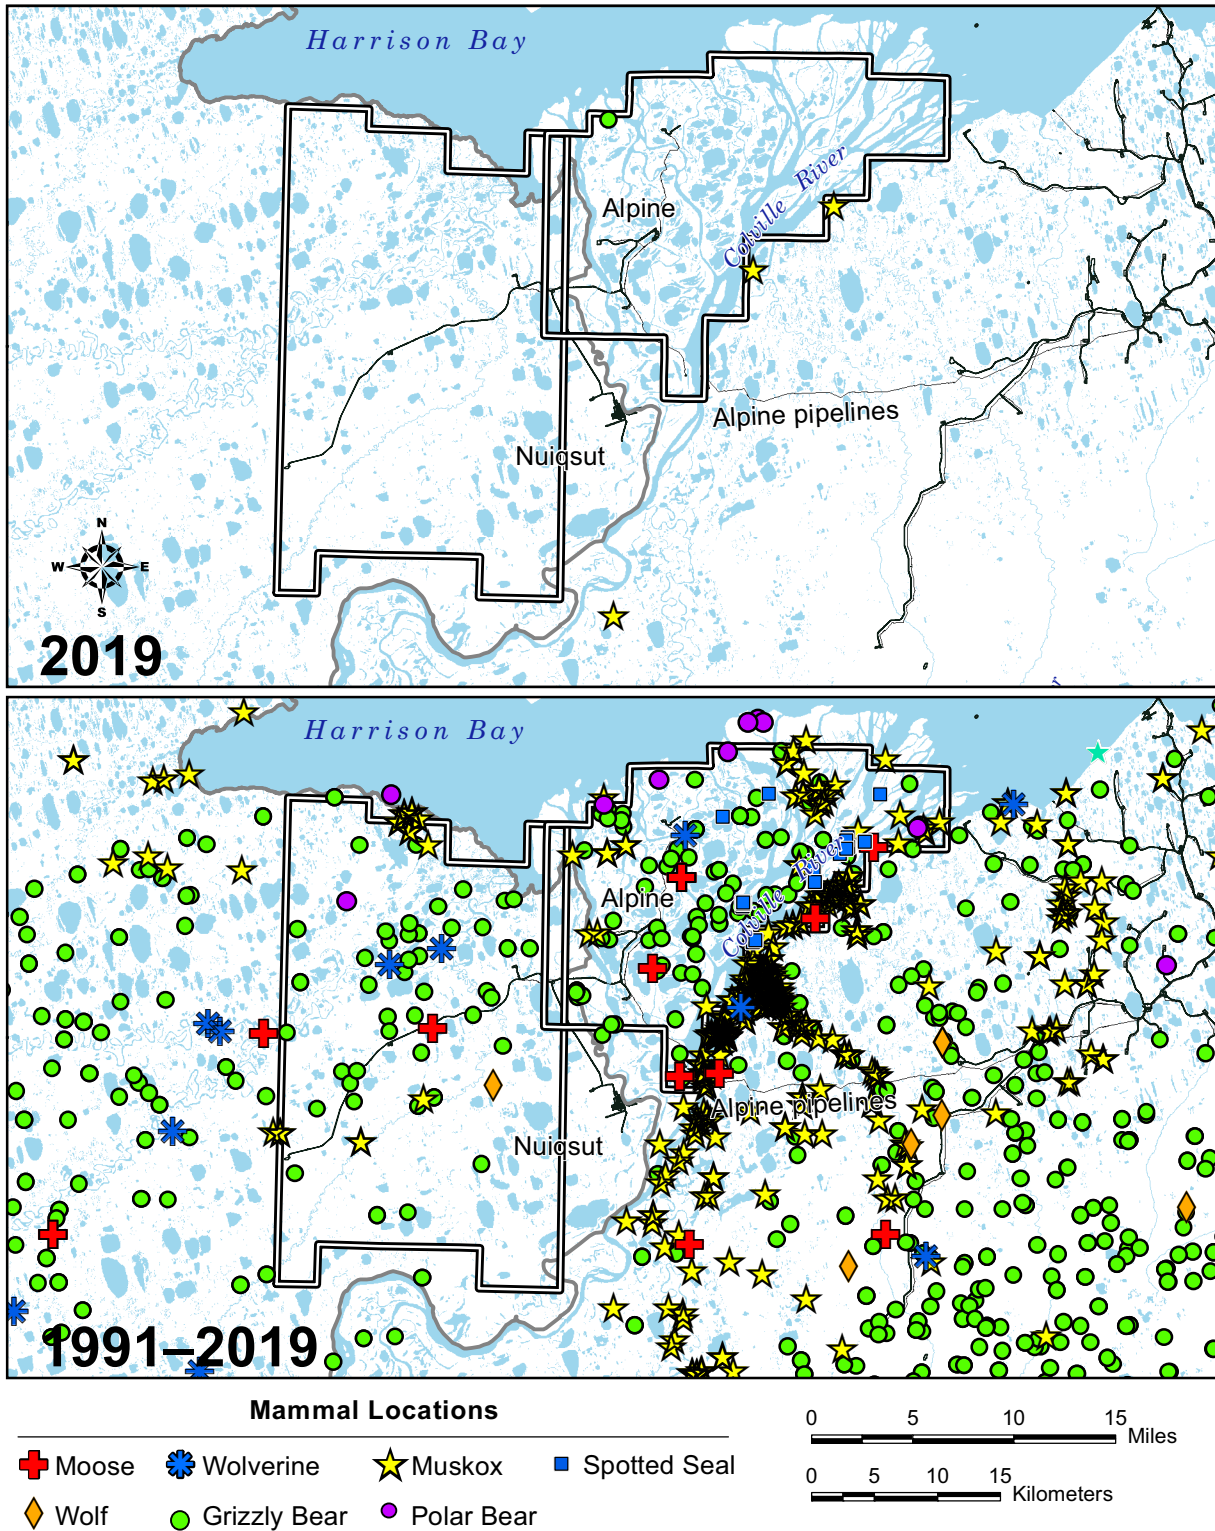 Harrison Bay
Colville River
Alpine
Alpine pipelines
Nuiqsut
N
W E
S
2019
Harrison Bay
Alpine
Colville River
Alpine pipelines
Nuiqsut
1991–2019
Mammal Locations
Moose Wolverine Muskox Spotted Seal
Wolf Grizzly Bear Polar Bear
0 5 10 15
Miles
0 5 10 15
Kilometers